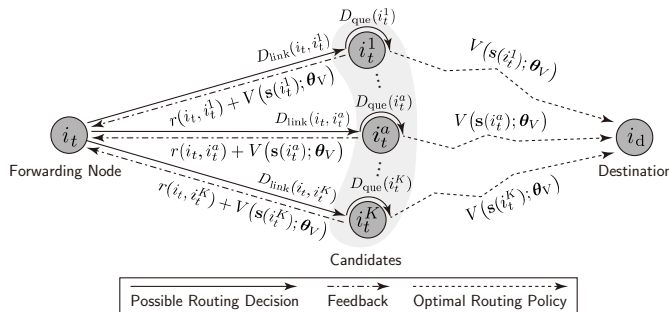 D_que(i_t^1)
i_t^1
D_link(i_t, i_t^1)
r(i_t, i_t^1) + V(s(i_t^1); θ_V)
V(s(i_t^1); θ_V)
⋮
D_que(i_t^a)
D_link(i_t, i_t^a)
V(s(i_t^a); θ_V)
i_t
i_t^a
i_d
r(i_t, i_t^a) + V(s(i_t^a); θ_V)
Forwarding Node
Destination
⋮
D_que(i_t^K)
D_link(i_t, i_t^K)
r(i_t, i_t^K) + V(s(i_t^K); θ_V)
V(s(i_t^K); θ_V)
i_t^K
Candidates
Possible Routing Decision
Feedback
Optimal Routing Policy